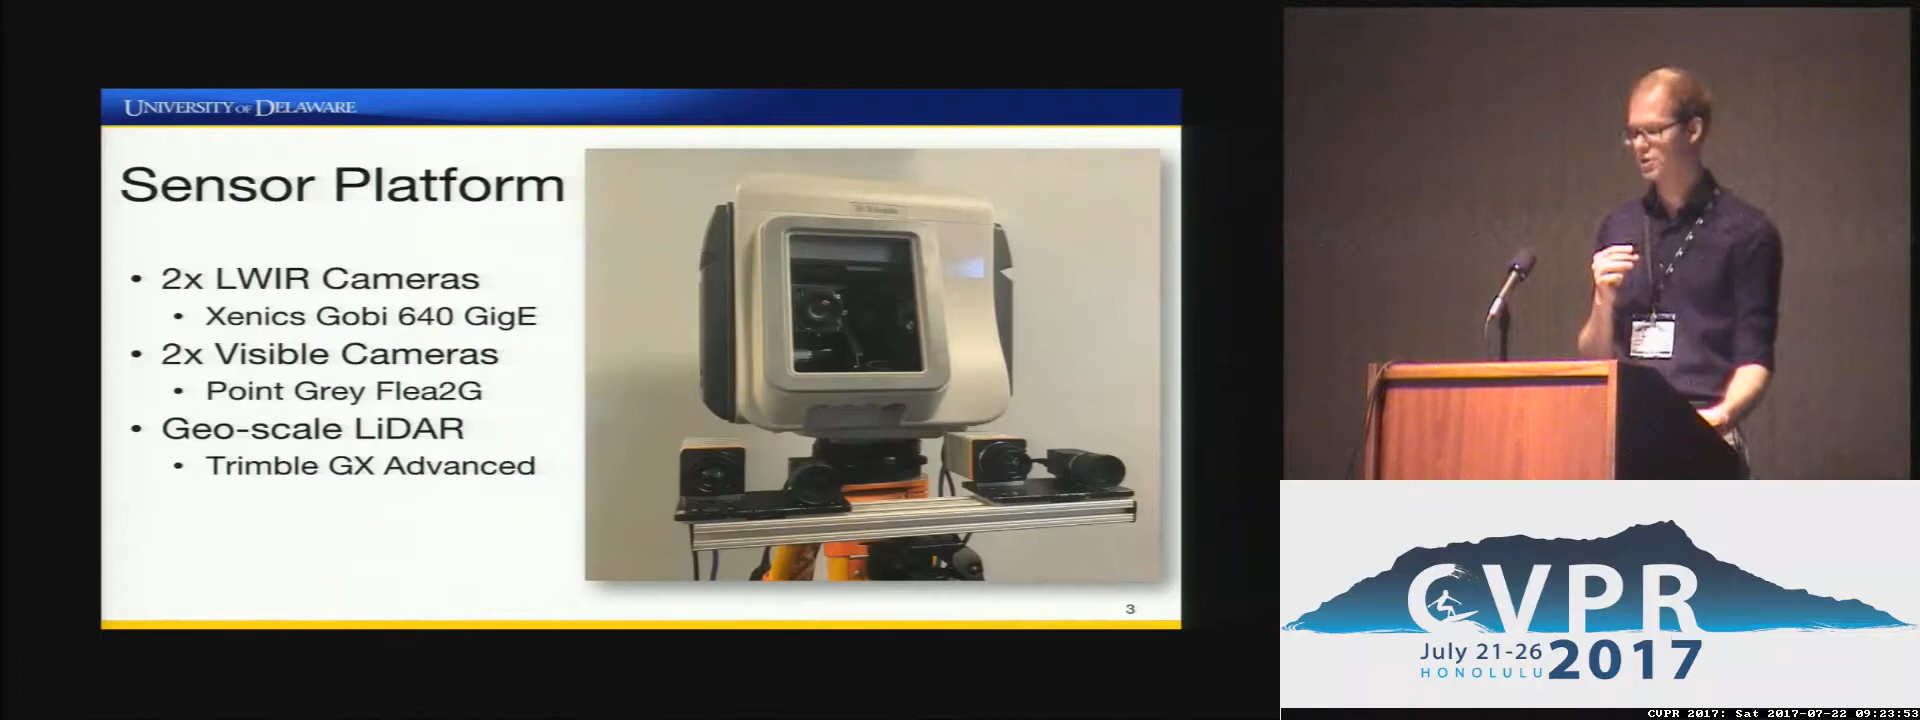 UNIVERSITY OF DELAWARE
Sensor Platform
• 2x LWIR Cameras
• Xenics Gobi 640 GigE
• 2x Visible Cameras
• Point Grey Flea2G
• Geo-scale LiDAR
• Trimble GX Advanced
3
CVPR
July 21-26
HONOLULU
2017
CVPR 2017: Sat 2017-07-22 09:23:53